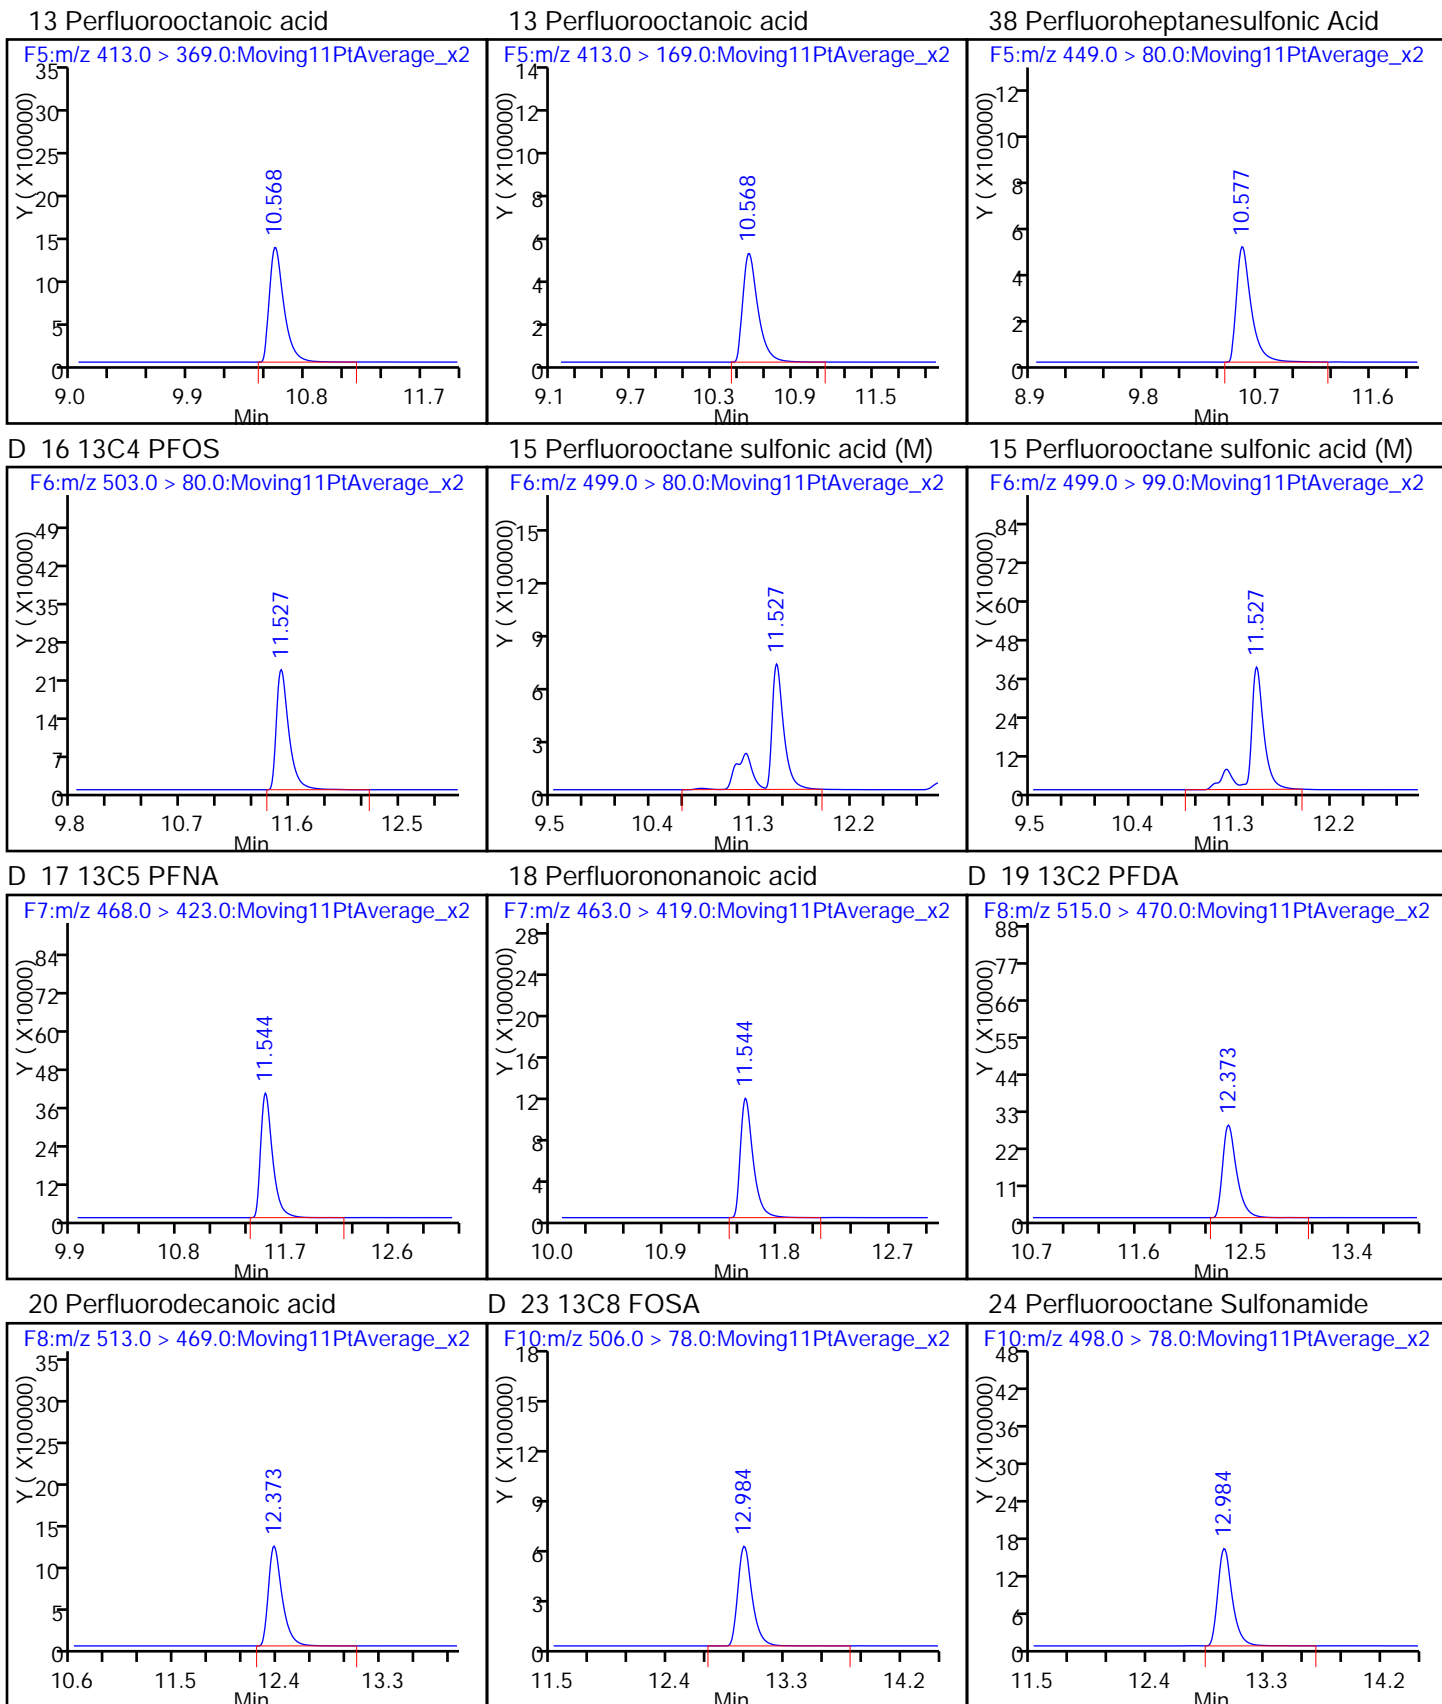 13 Perfluorooctanoic acid
F5:m/z 413.0 > 369.0:Moving11PtAverage_x2
Y ( X100000)
35
30
25
20
15
10
5
0
10.568
9.0 9.9 10.8 11.7
Min
13 Perfluorooctanoic acid
F5:m/z 413.0 > 169.0:Moving11PtAverage_x2
Y ( X100000)
14
12
10
8
6
4
2
0
10.568
9.1 9.7 10.3 10.9 11.5
Min
38 Perfluoroheptanesulfonic Acid
F5:m/z 449.0 > 80.0:Moving11PtAverage_x2
Y ( X100000)
12
10
8
6
4
2
0
10.577
8.9 9.8 10.7 11.6
Min
D 16 13C4 PFOS
F6:m/z 503.0 > 80.0:Moving11PtAverage_x2
Y ( X10000)
49
42
35
28
21
14
7
0
11.527
9.8 10.7 11.6 12.5
Min
15 Perfluorooctane sulfonic acid (M)
F6:m/z 499.0 > 80.0:Moving11PtAverage_x2
Y ( X100000)
15
12
9
6
3
0
11.527
9.5 10.4 11.3 12.2
Min
15 Perfluorooctane sulfonic acid (M)
F6:m/z 499.0 > 99.0:Moving11PtAverage_x2
Y ( X10000)
84
72
60
48
36
24
12
0
11.527
9.5 10.4 11.3 12.2
Min
D 17 13C5 PFNA
F7:m/z 468.0 > 423.0:Moving11PtAverage_x2
Y ( X10000)
84
72
60
48
36
24
12
0
11.544
9.9 10.8 11.7 12.6
Min
18 Perfluorononanoic acid
F7:m/z 463.0 > 419.0:Moving11PtAverage_x2
Y ( X100000)
28
24
20
16
12
8
4
0
11.544
10.0 10.9 11.8 12.7
Min
D 19 13C2 PFDA
F8:m/z 515.0 > 470.0:Moving11PtAverage_x2
Y ( X10000)
88
77
66
55
44
33
22
11
0
12.373
10.7 11.6 12.5 13.4
Min
20 Perfluorodecanoic acid
F8:m/z 513.0 > 469.0:Moving11PtAverage_x2
Y ( X100000)
35
30
25
20
15
10
5
0
12.373
10.6 11.5 12.4 13.3
Min
D 23 13C8 FOSA
F10:m/z 506.0 > 78.0:Moving11PtAverage_x2
Y ( X100000)
18
15
12
9
6
3
0
12.984
11.5 12.4 13.3 14.2
Min
24 Perfluorooctane Sulfonamide
F10:m/z 498.0 > 78.0:Moving11PtAverage_x2
Y ( X100000)
48
42
36
30
24
18
12
6
0
12.984
11.5 12.4 13.3 14.2
Min